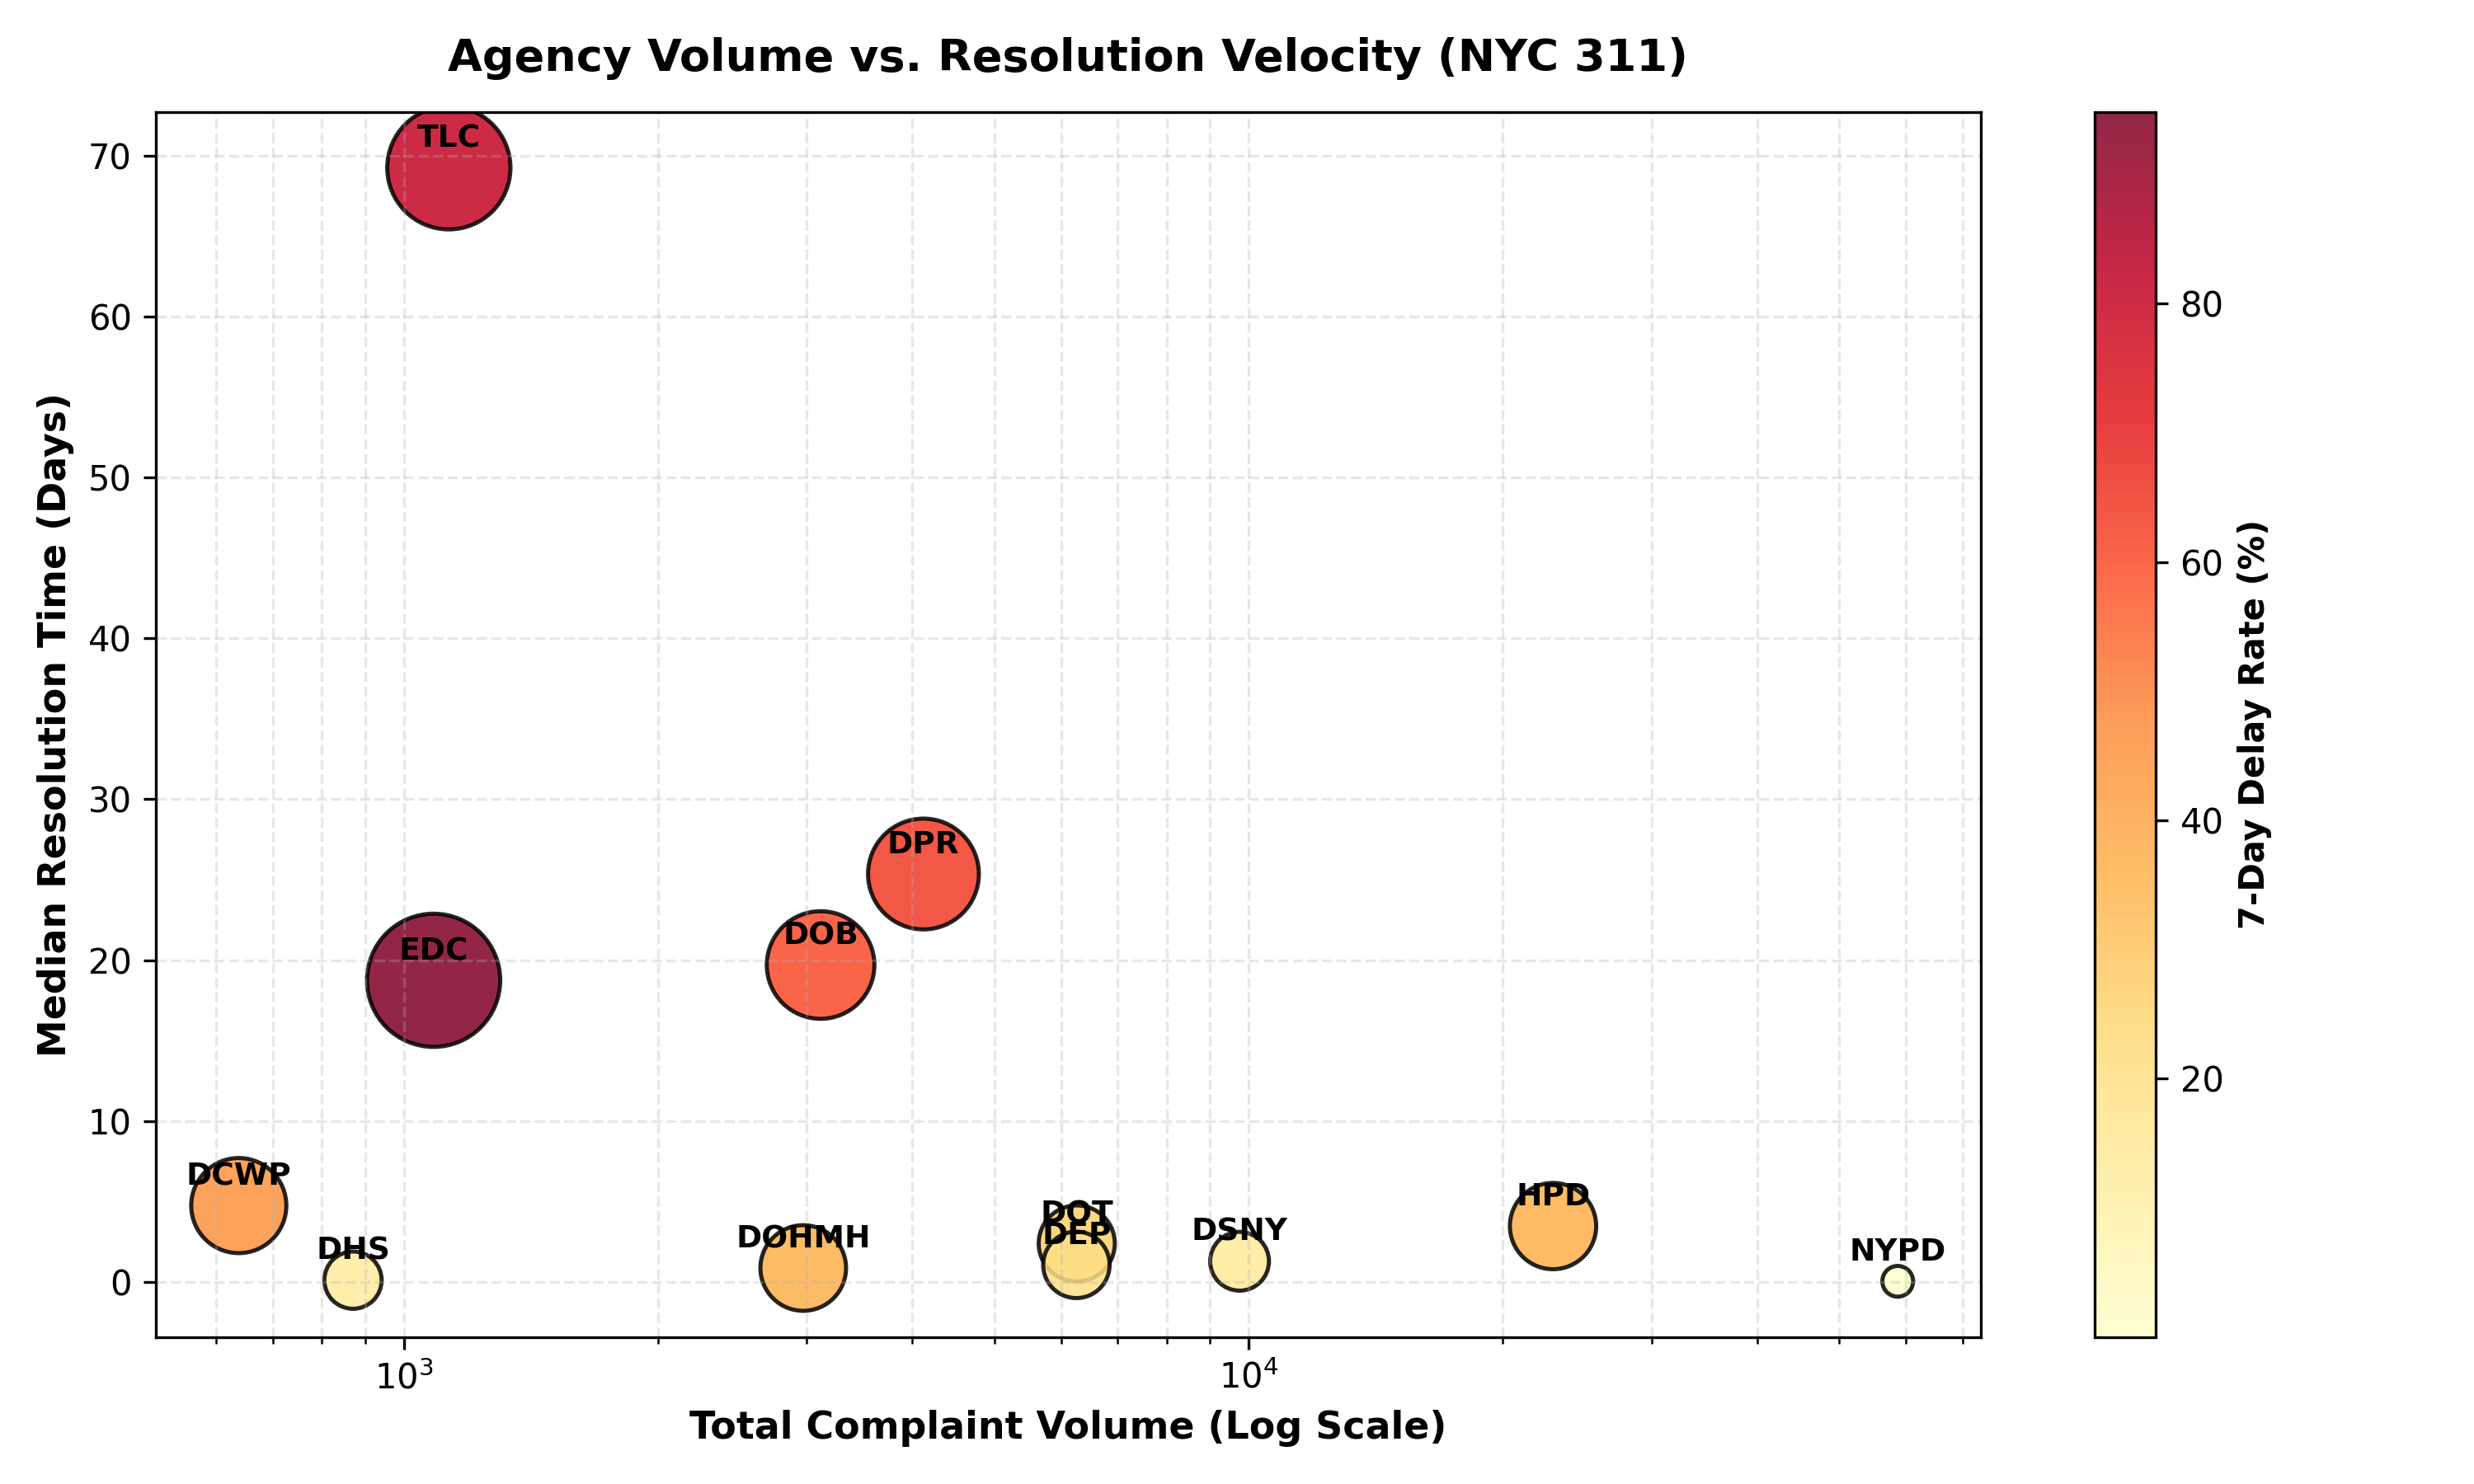 Agency Volume vs. Resolution Velocity (NYC 311)
TLC
DPR
DOB
EDC
DCWP
DHS
DOHMH
DOT
DEP
DSNY
HPD
NYPD
70
60
50
40
30
20
10
0
Median Resolution Time (Days)
10³
10⁴
Total Complaint Volume (Log Scale)
80
60
40
20
7-Day Delay Rate (%)